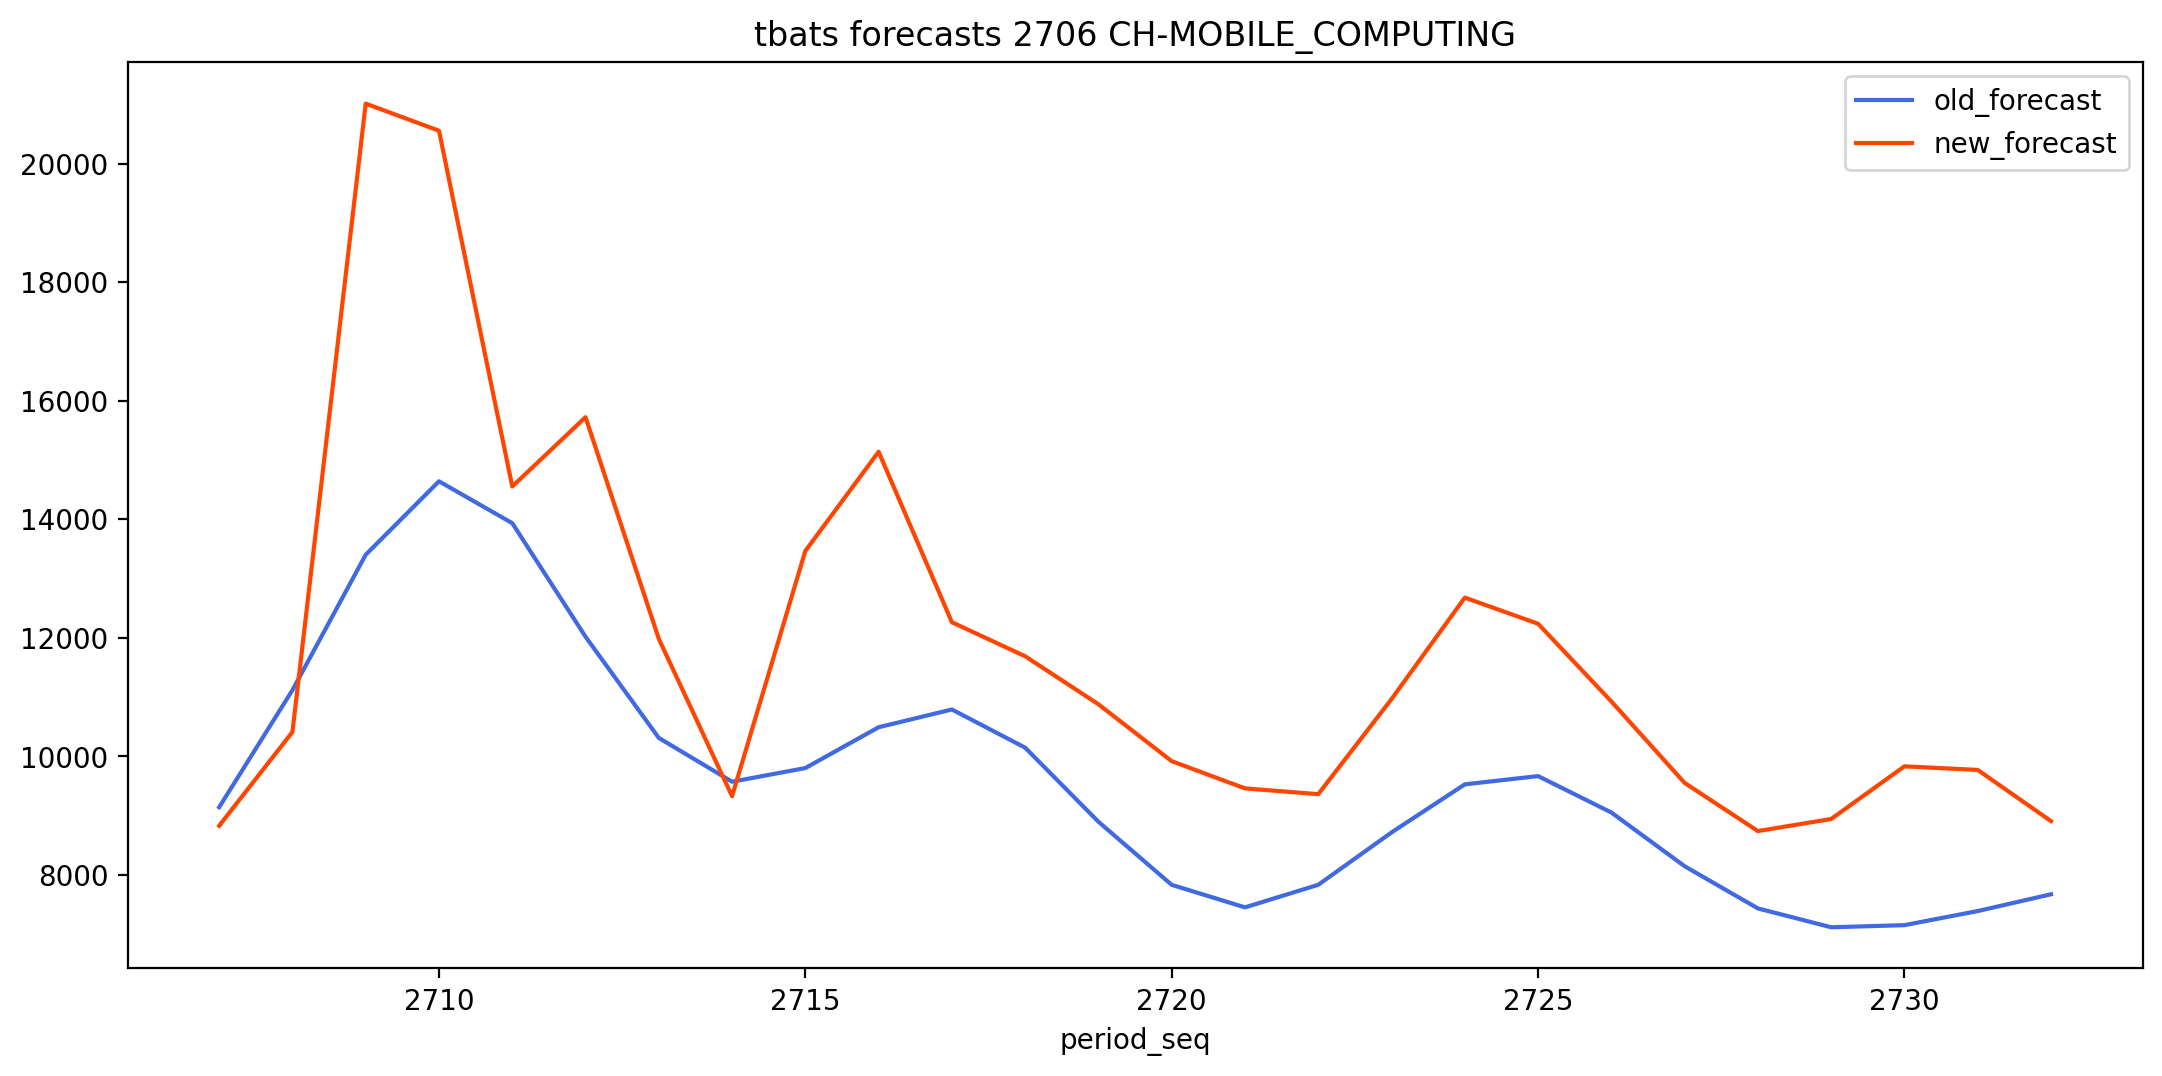 tbats forecasts 2706 CH-MOBILE_COMPUTING
old_forecast
new_forecast
20000
18000
16000
14000
12000
10000
8000
2710 2715 2720 2725 2730
period_seq